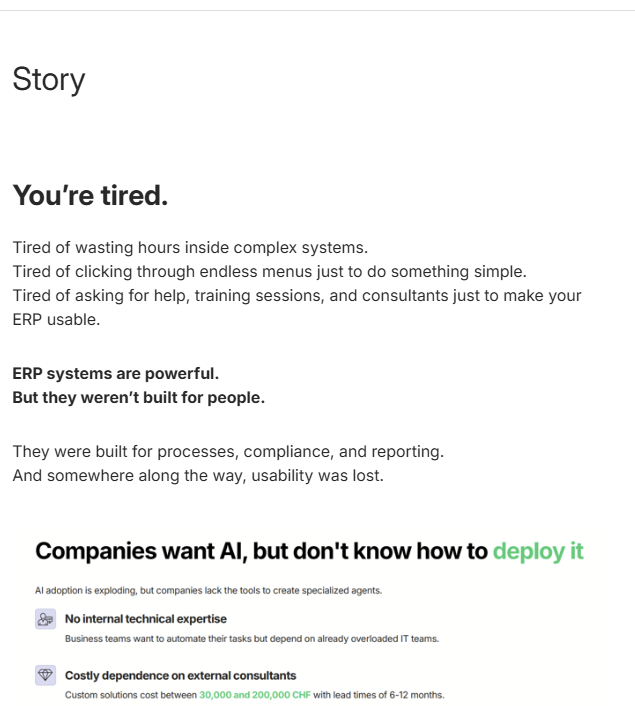 Story
You’re tired.
Tired of wasting hours inside complex systems.
Tired of clicking through endless menus just to do something simple.
Tired of asking for help, training sessions, and consultants just to make your
ERP usable.
ERP systems are powerful.
But they weren’t built for people.
They were built for processes, compliance, and reporting.
And somewhere along the way, usability was lost.
Companies want AI, but don't know how to deploy it
AI adoption is exploding, but companies lack the tools to create specialized agents.
No internal technical expertise
Business teams want to automate their tasks but depend on already overloaded IT teams.
Costly dependence on external consultants
Custom solutions cost between 30,000 and 200,000 CHF with lead times of 6-12 months.